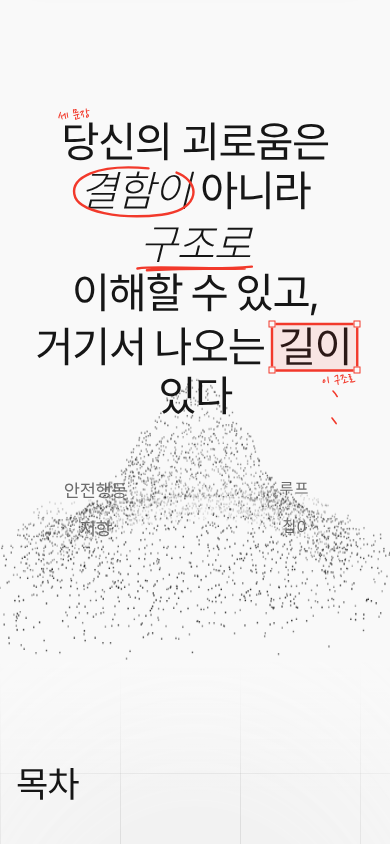 세 문장
당신의 괴로움은
결함이 아니라
구조로
이해할 수 있고,
거기서 나오는 길이
이 구조로
있다
안전행동
루프
저항
목차